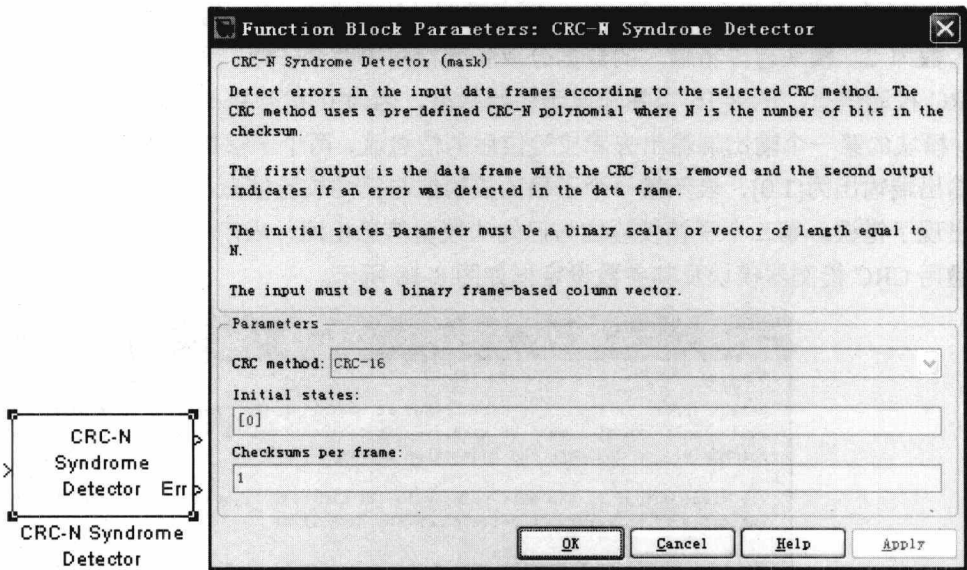 Function Block Parameters: CRC-N Syndrome Detector
CRC-N Syndrome Detector (mask)
Detect errors in the input data frames according to the selected CRC method. The
CRC method uses a pre-defined CRC-N polynomial where N is the number of bits in the
checksum.
The first output is the data frame with the CRC bits removed and the second output
indicates if an error was detected in the data frame.
The initial states parameter must be a binary scalar or vector of length equal to
N.
The input must be a binary frame-based column vector.
Parameters
CRC method: CRC-16
Initial states:
[0]
Checksums per frame:
1
OK Cancel Help Apply
CRC-N
Syndrome
Detector Err
CRC-N Syndrome
Detector